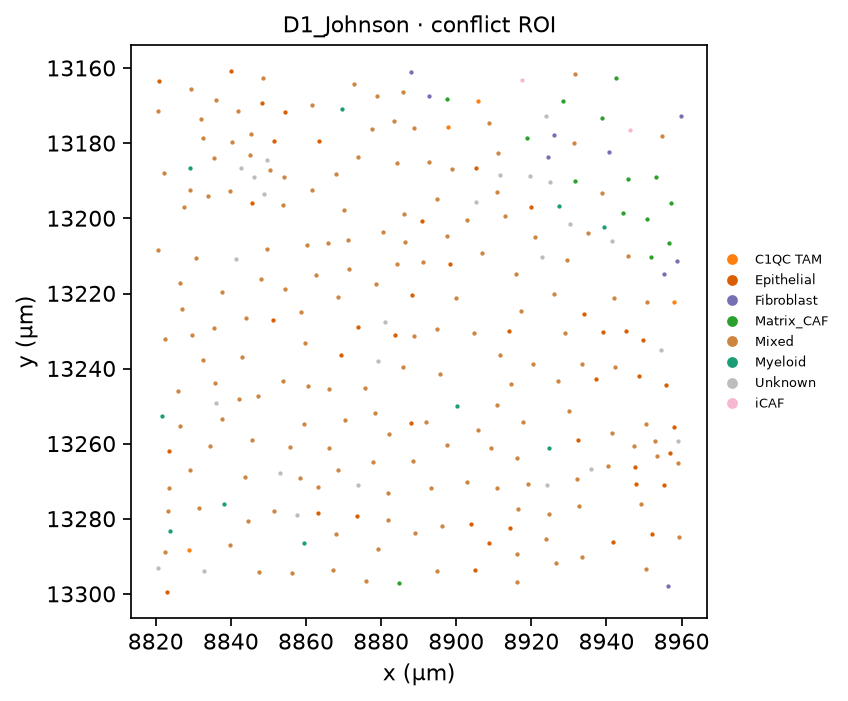 D1_Johnson · conflict ROI
13160
13180
13200
13220
13240
13260
13280
13300
y (µm)
8820 8840 8860 8880 8900 8920 8940 8960
x (µm)
C1QC TAM
Epithelial
Fibroblast
Matrix_CAF
Mixed
Myeloid
Unknown
iCAF